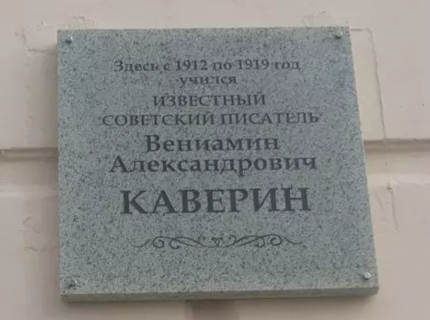 Здесь с 1912 по 1919 год
учился
ИЗВЕСТНЫЙ
СОВЕТСКИЙ ПИСАТЕЛЬ
Вениамин
Александрович
КАВЕРИН